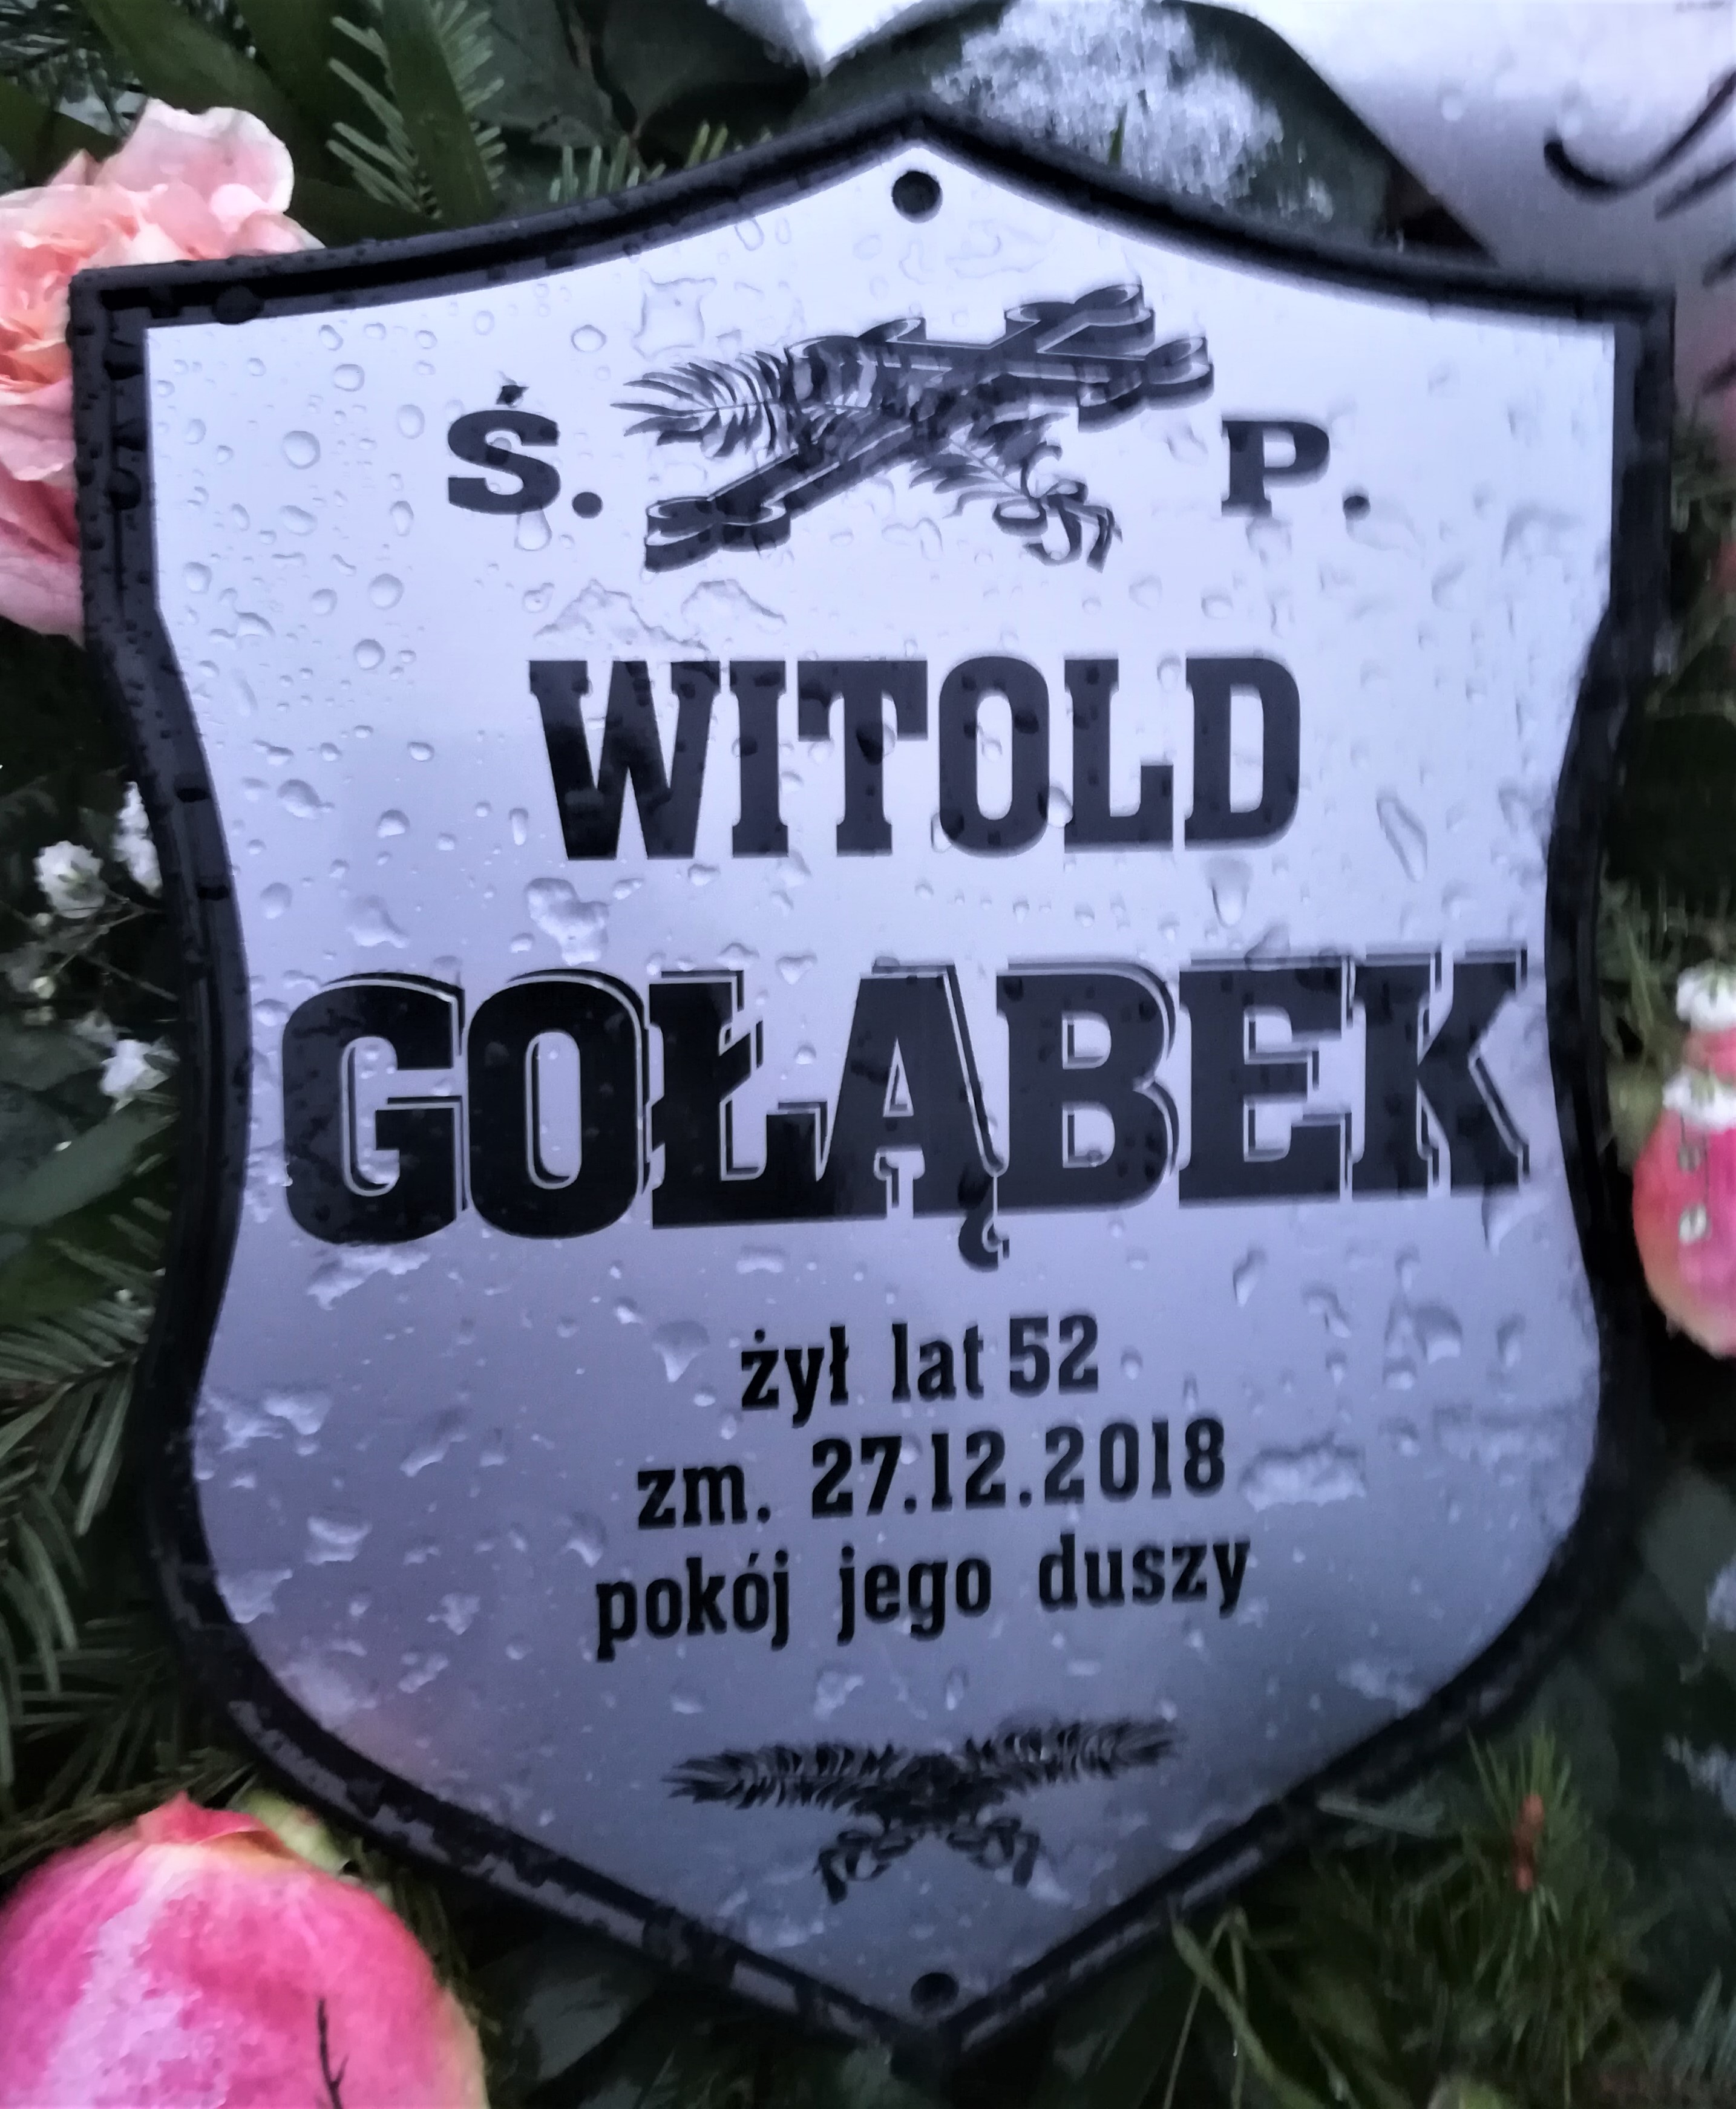 Ś. P.
WITOLD
GOŁĄBEK
żył lat 52
zm. 27.12.2018
pokój jego duszy